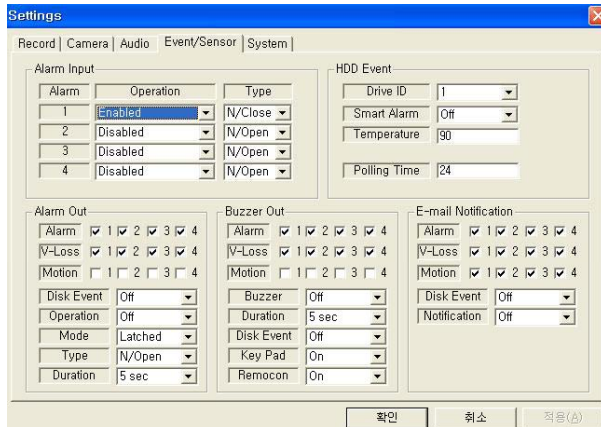 Settings
Record Camera Audio Event/Sensor System
Alarm Input
Alarm Operation Type
1 Enabled N/Close
2 Disabled N/Open
3 Disabled N/Open
4 Disabled N/Open
HDD Event
Drive ID 1
Smart Alarm Off
Temperature 90
Polling Time 24
Alarm Out
Alarm 1 2 3 4
V-Loss 1 2 3 4
Motion 1 2 3 4
Disk Event Off
Operation Off
Mode Latched
Type N/Open
Duration 5 sec
Buzzer Out
Alarm 1 2 3 4
V-Loss 1 2 3 4
Motion 1 2 3 4
Buzzer Off
Duration 5 sec
Disk Event Off
Key Pad On
Remocon On
E-mail Notification
Alarm 1 2 3 4
V-Loss 1 2 3 4
Motion 1 2 3 4
Disk Event Off
Notification Off
확인 취소 적용(A)